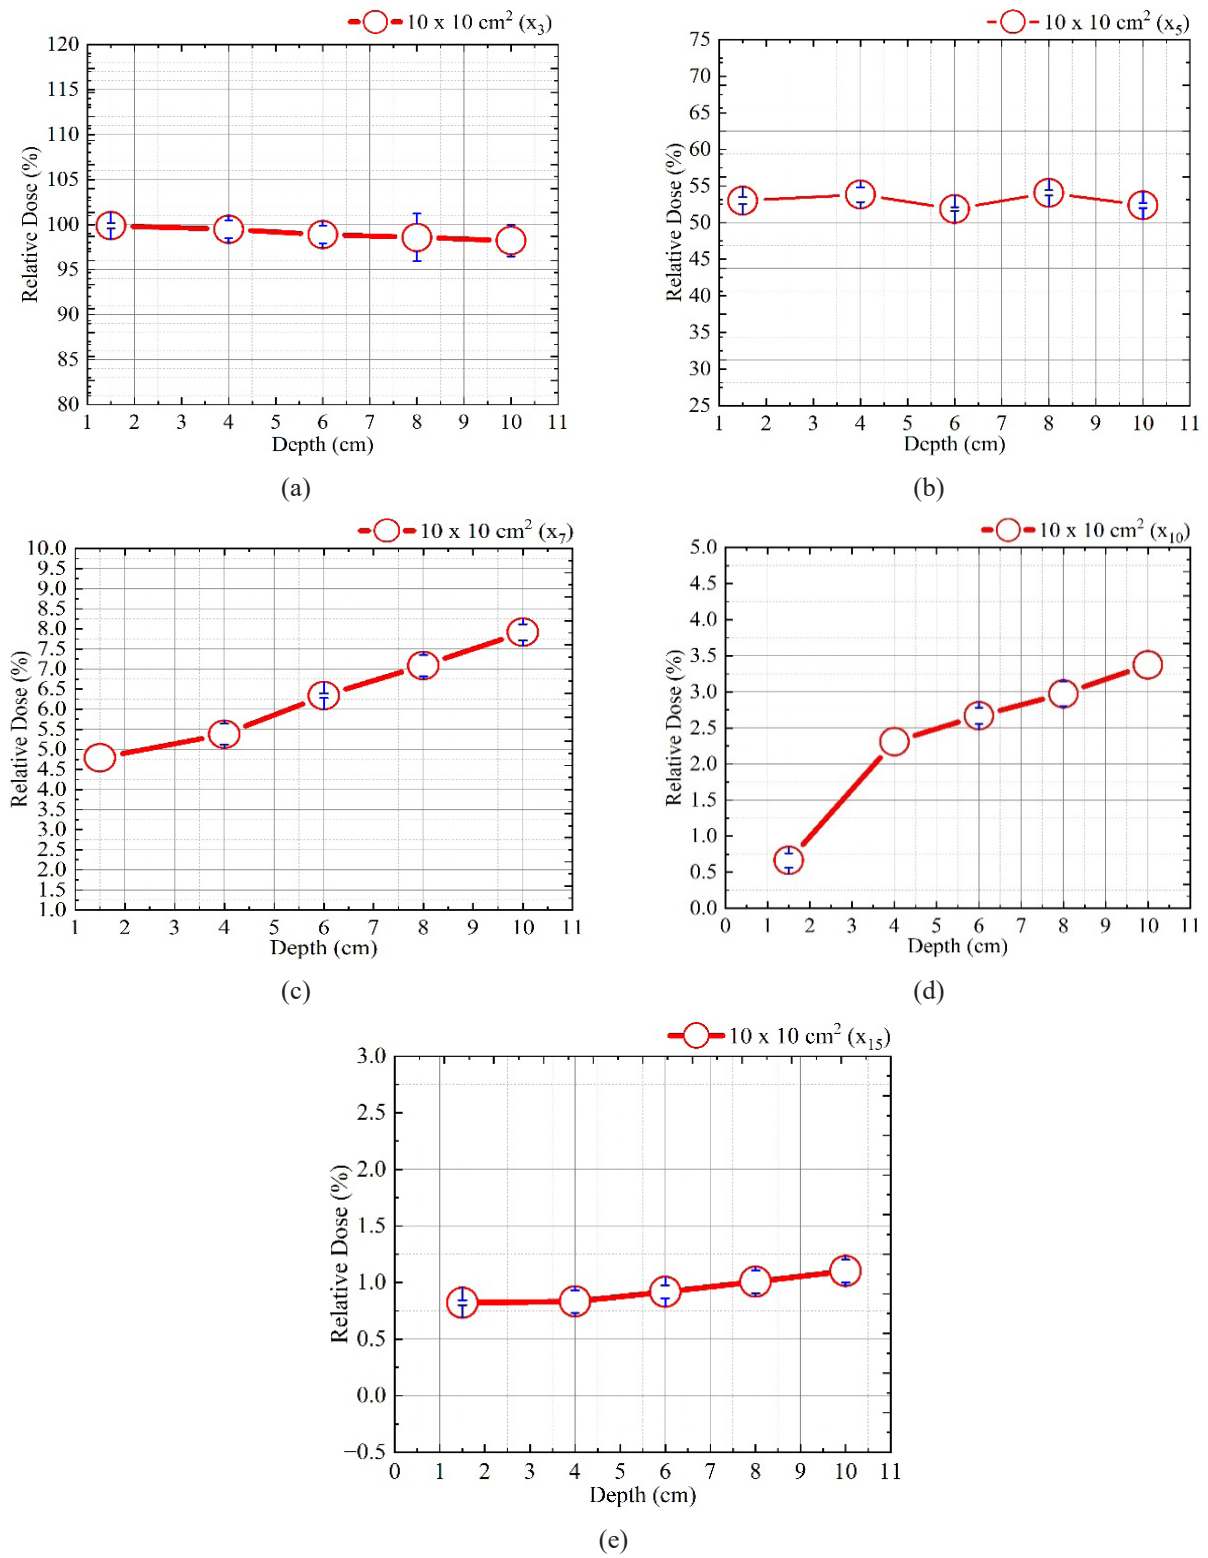 10 x 10 cm² (x₃)
120
115
110
105
100
95
90
85
80
Relative Dose (%)
1 2 3 4 5 6 7 8 9 10 11
Depth (cm)
(a)
10 x 10 cm² (x₅)
75
70
65
60
55
50
45
40
35
30
25
Relative Dose (%)
1 2 3 4 5 6 7 8 9 10 11
Depth (cm)
(b)
10 x 10 cm² (x₇)
10.0
9.5
9.0
8.5
8.0
7.5
7.0
6.5
6.0
5.5
5.0
4.5
4.0
3.5
3.0
2.5
2.0
1.5
1.0
Relative Dose (%)
1 2 3 4 5 6 7 8 9 10 11
Depth (cm)
(c)
10 x 10 cm² (x₁₀)
5.0
4.5
4.0
3.5
3.0
2.5
2.0
1.5
1.0
0.5
0.0
Relative Dose (%)
0 1 2 3 4 5 6 7 8 9 10 11
Depth (cm)
(d)
10 x 10 cm² (x₁₅)
3.0
2.5
2.0
1.5
1.0
0.5
0.0
−0.5
Relative Dose (%)
0 1 2 3 4 5 6 7 8 9 10 11
Depth (cm)
(e)